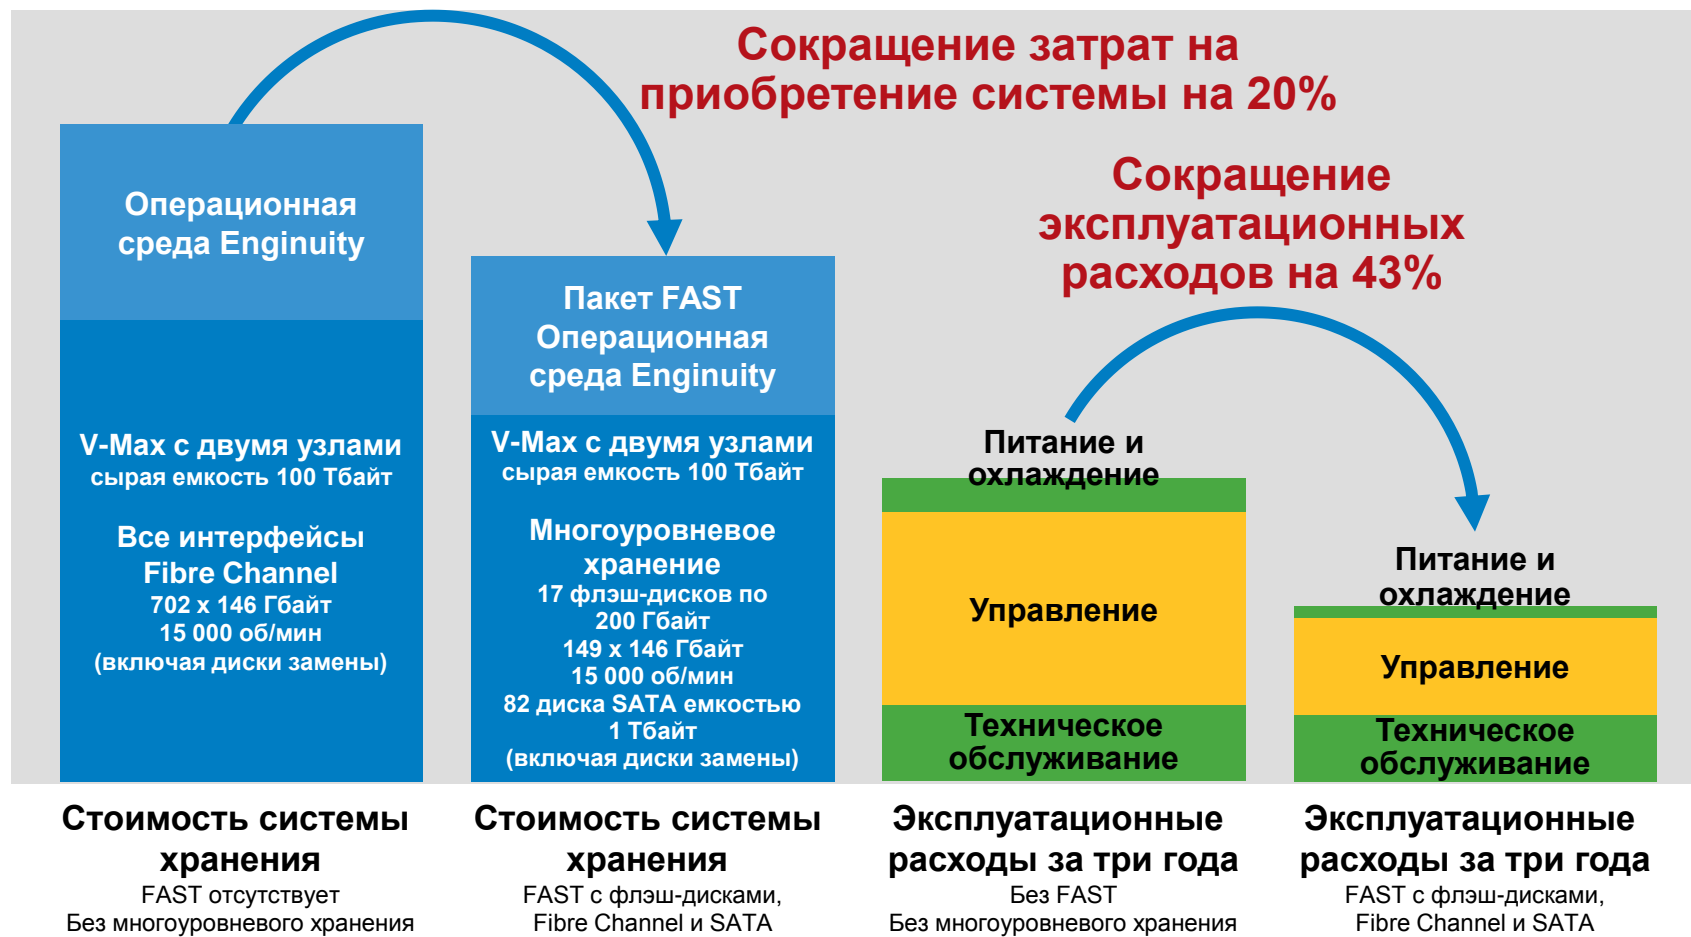 Сокращение затрат на
приобретение системы на 20%
Сокращение
эксплуатационных
расходов на 43%
Операционная
среда Enginuity
V-Max с двумя узлами
сырая емкость 100 Тбайт
Все интерфейсы
Fibre Channel
702 x 146 Гбайт
15 000 об/мин
(включая диски замены)
Пакет FAST
Операционная
среда Enginuity
V-Max с двумя узлами
сырая емкость 100 Тбайт
Многоуровневое
хранение
17 флэш-дисков по
200 Гбайт
149 x 146 Гбайт
15 000 об/мин
82 диска SATA емкостью
1 Тбайт
(включая диски замены)
Питание и
охлаждение
Управление
Техническое
обслуживание
Питание и
охлаждение
Управление
Техническое
обслуживание
Стоимость системы
хранения
FAST отсутствует
Без многоуровневого хранения
Стоимость системы
хранения
FAST с флэш-дисками,
Fibre Channel и SATA
Эксплуатационные
расходы за три года
Без FAST
Без многоуровневого хранения
Эксплуатационные
расходы за три года
FAST с флэш-дисками,
Fibre Channel и SATA